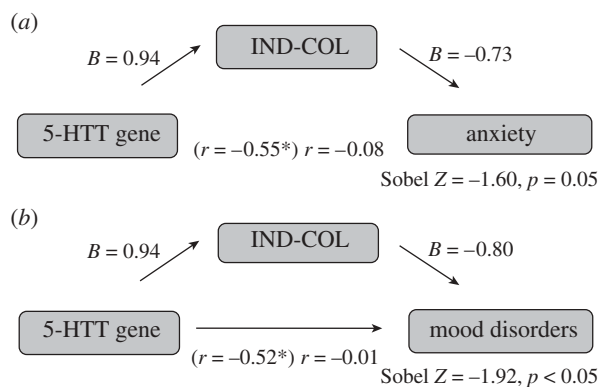 (a)
IND-COL
B = 0.94
B = –0.73
5-HTT gene
(r = –0.55*) r = –0.08
anxiety
Sobel Z = –1.60, p = 0.05
(b)
IND-COL
B = 0.94
B = –0.80
5-HTT gene
mood disorders
(r = –0.52*) r = –0.01
Sobel Z = –1.92, p < 0.05